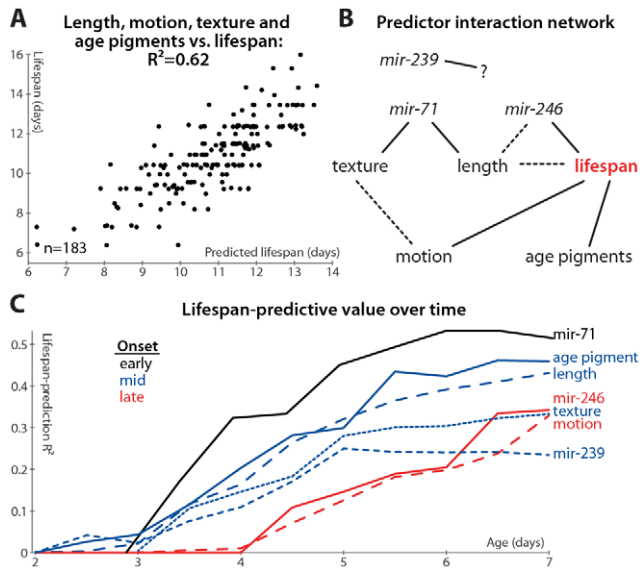 A
Length, motion, texture and
age pigments vs. lifespan:
R²=0.62
Lifespan (days)
16
14
12
10
8
6
n=183
Predicted lifespan (days)
6 7 8 9 10 11 12 13 14
B Predictor interaction network
mir-239
?
mir-71 mir-246
texture length lifespan
motion age pigments
C
Lifespan-predictive value over time
Lifespan-prediction R²
0.5
0.4
0.3
0.2
0.1
0
Onset
early
mid
late
mir-71
age pigment
length
mir-246
texture
motion
mir-239
Age (days)
2 3 4 5 6 7